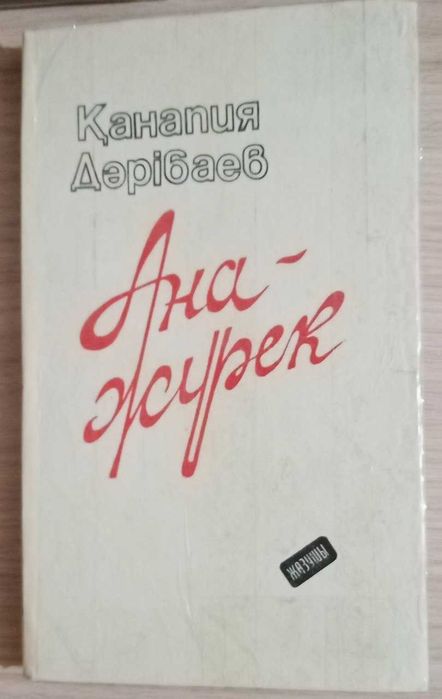 Қанапия
Дәрібаев
Ана-
жүрек
ЖАЗУШЫ